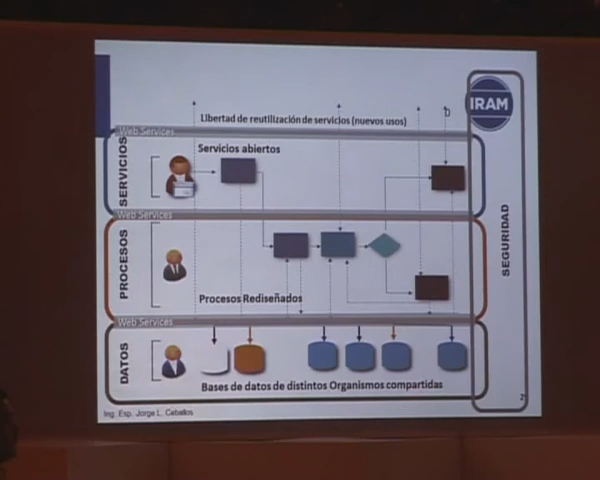 IRAM
Libertad de reutilización de servicios (nuevos usos)
Web Services
SERVICIOS
Servicios abiertos
Web Services
PROCESOS
Procesos Rediseñados
SEGURIDAD
Web Services
DATOS
Bases de datos de distintos Organismos compartidas
2
Ing. Esp. Jorge L. Ceballos